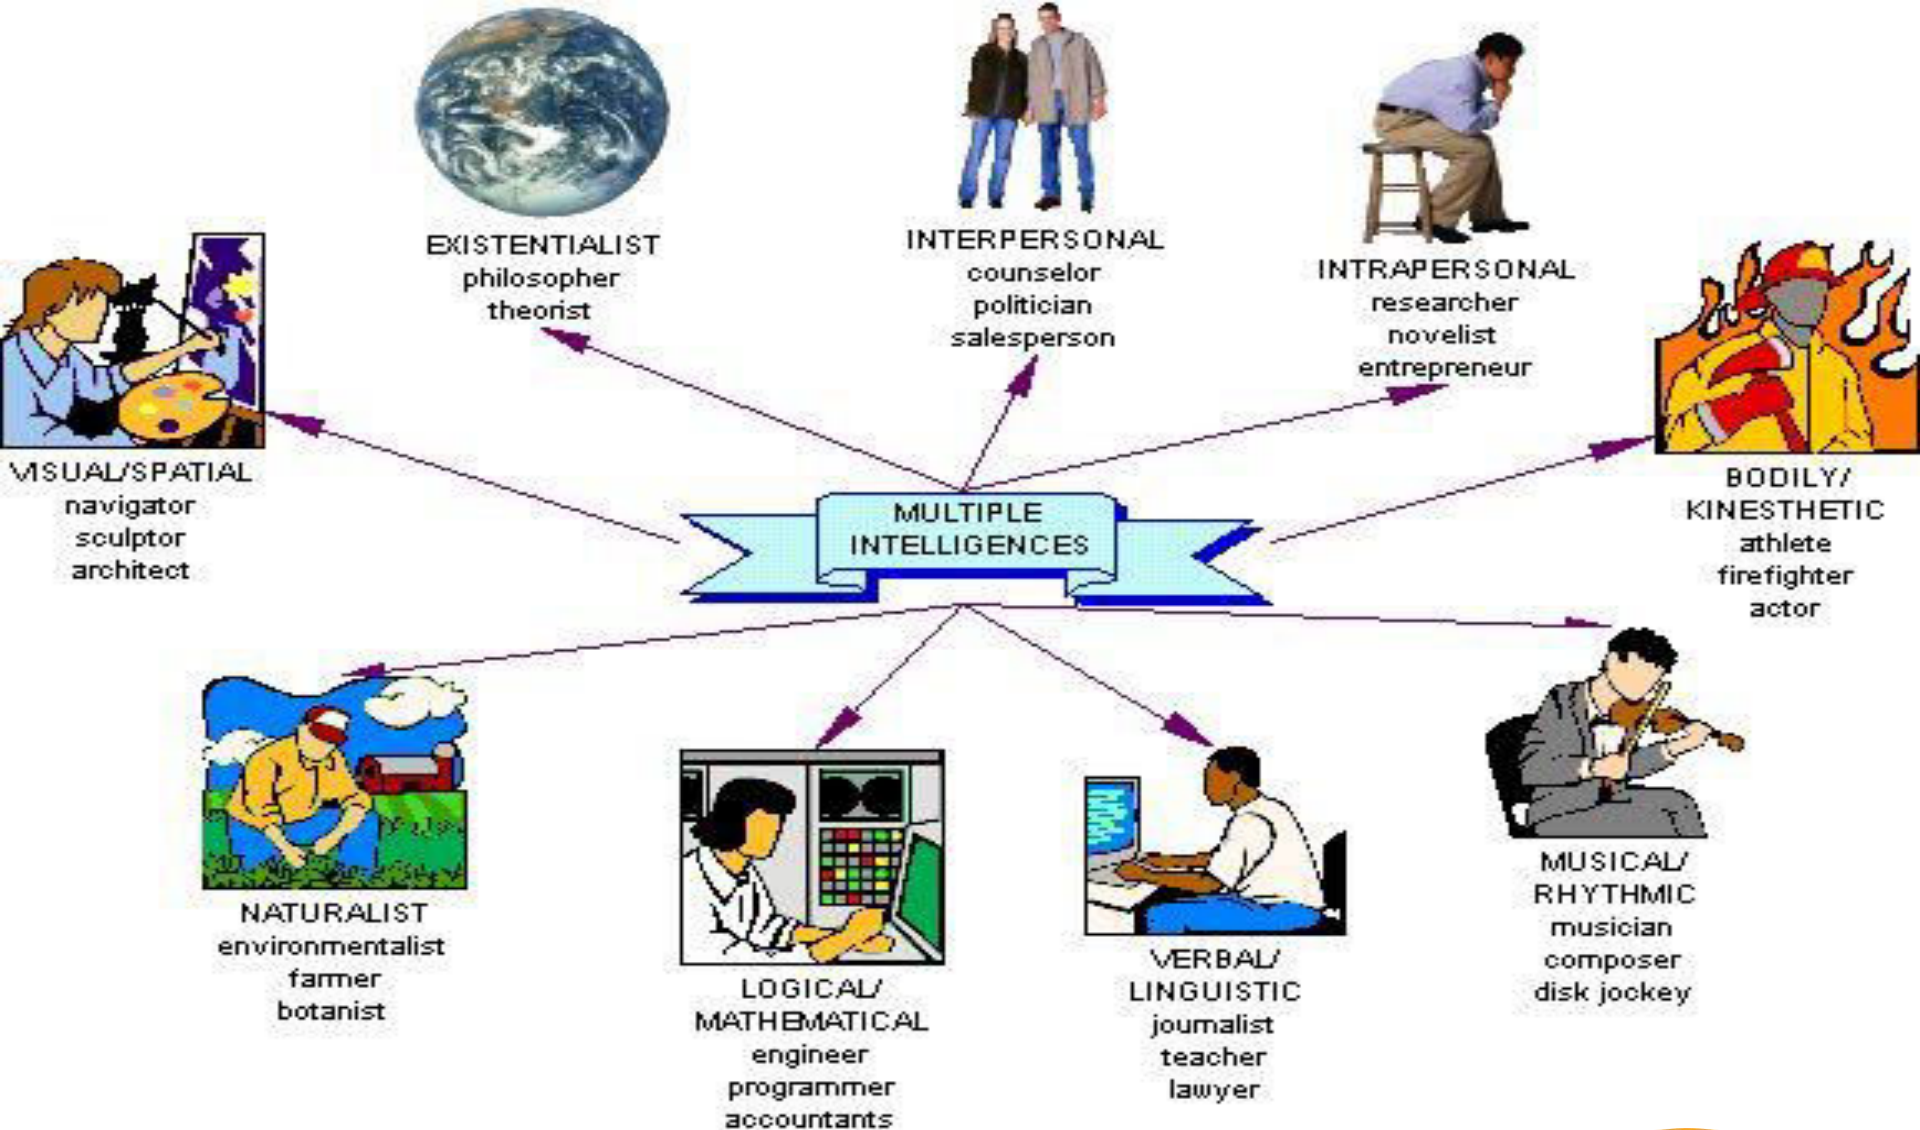 EXISTENTIALIST
philosopher
theorist
INTERPERSONAL
counselor
politician
salesperson
INTRAPERSONAL
researcher
novelist
entrepreneur
VISUAL/SPATIAL
navigator
sculptor
architect
MULTIPLE
INTELLIGENCES
BODILY/
KINESTHETIC
athlete
firefighter
actor
NATURALIST
environmentalist
farmer
botanist
LOGICAL/
MATHEMATICAL
engineer
programmer
accountants
VERBAL/
LINGUISTIC
journalist
teacher
lawyer
MUSICAL/
RHYTHMIC
musician
composer
disk jockey